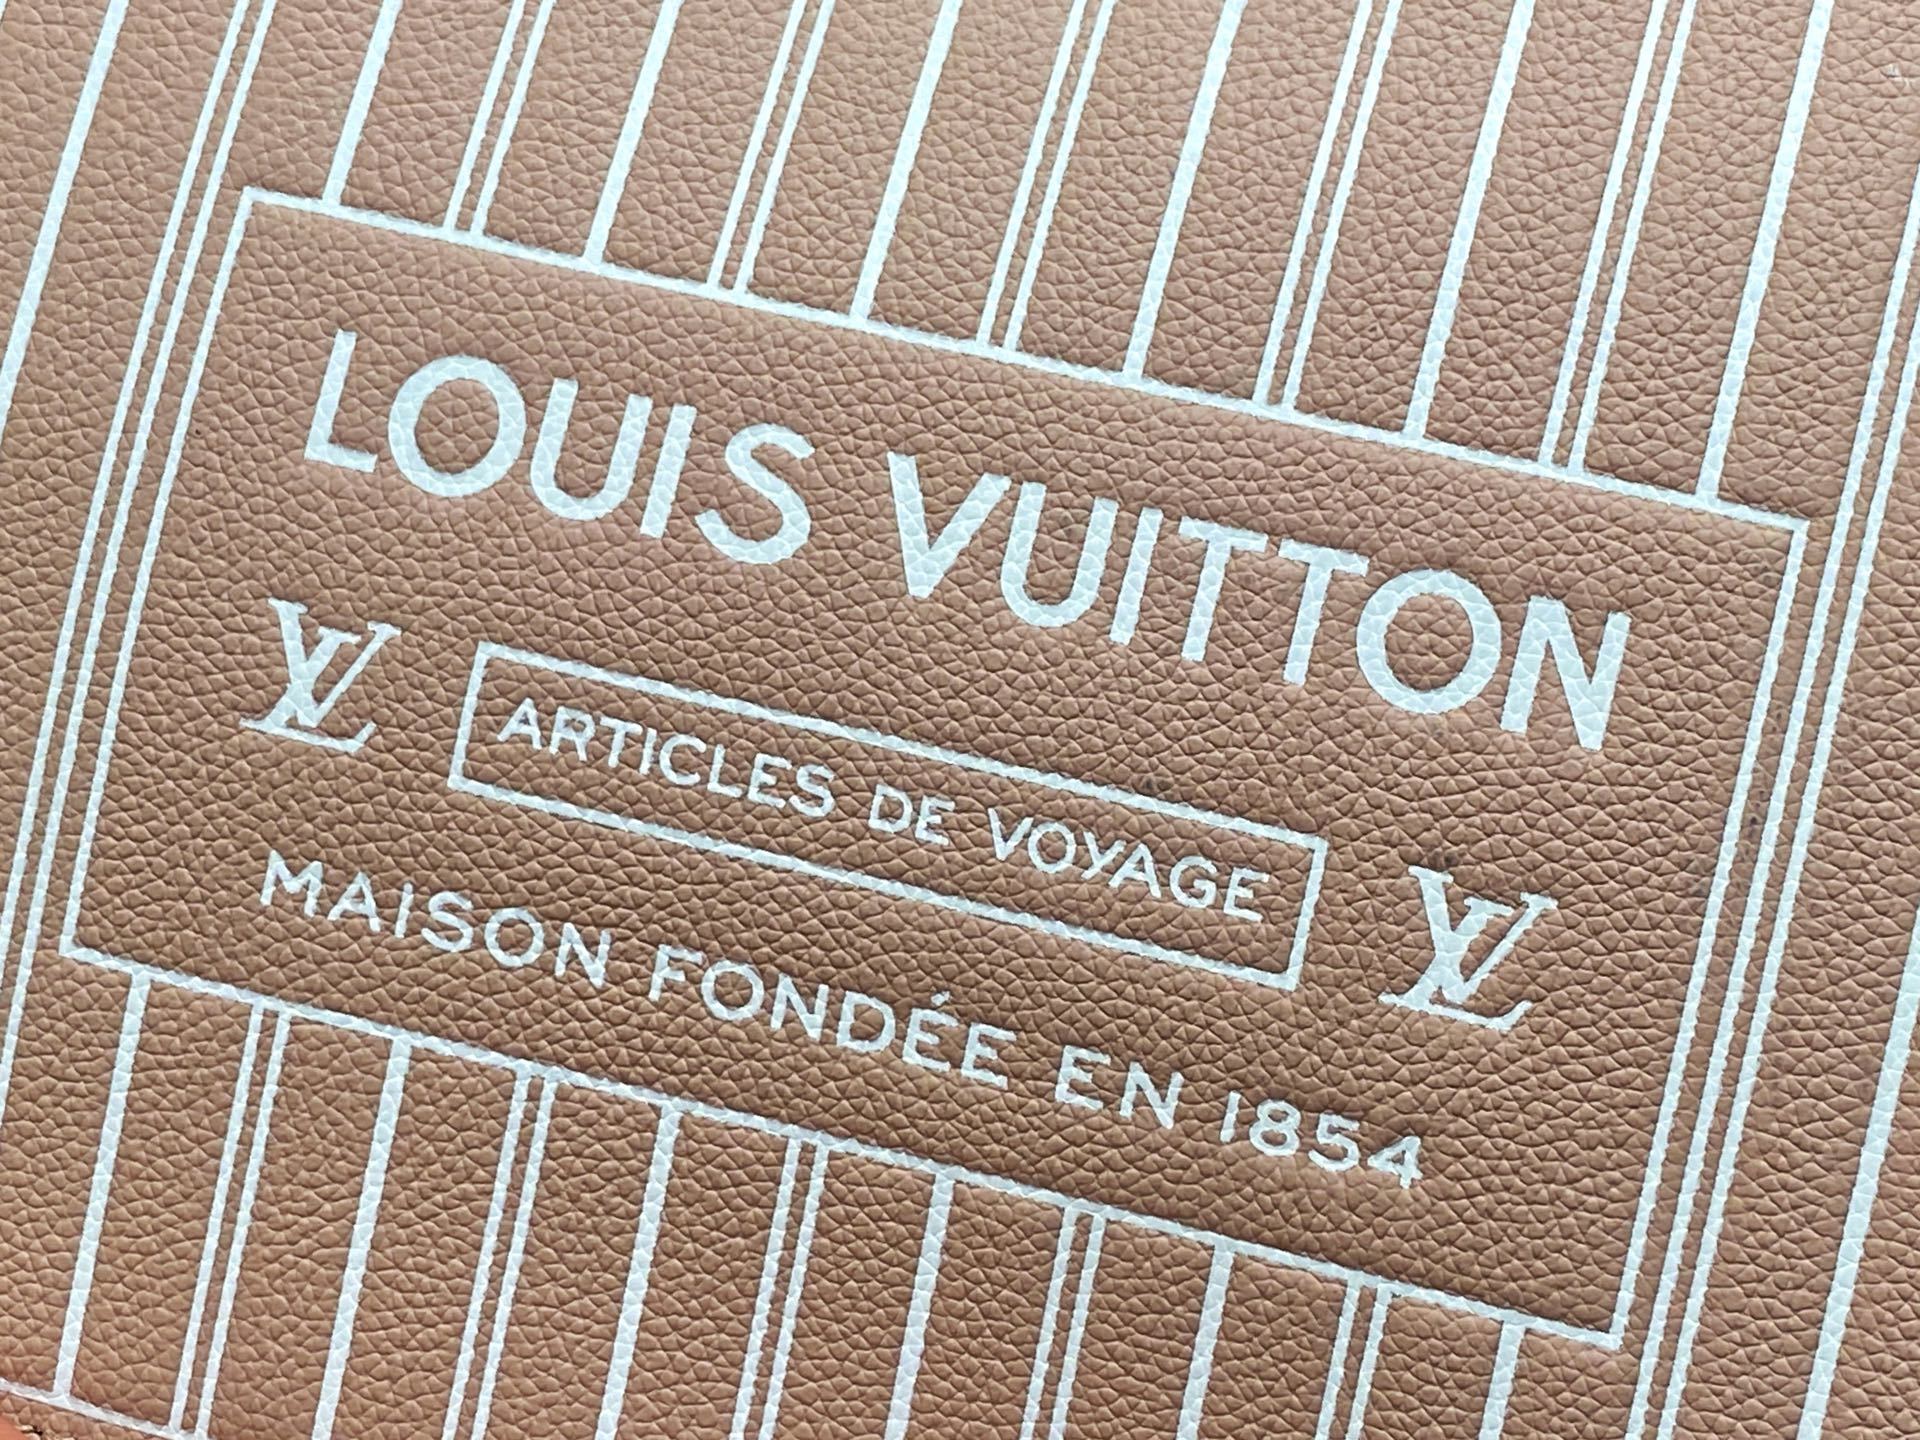 LOUIS VUITTON
LV ARTICLES DE VOYAGE LV
MAISON FONDÉE EN 1854